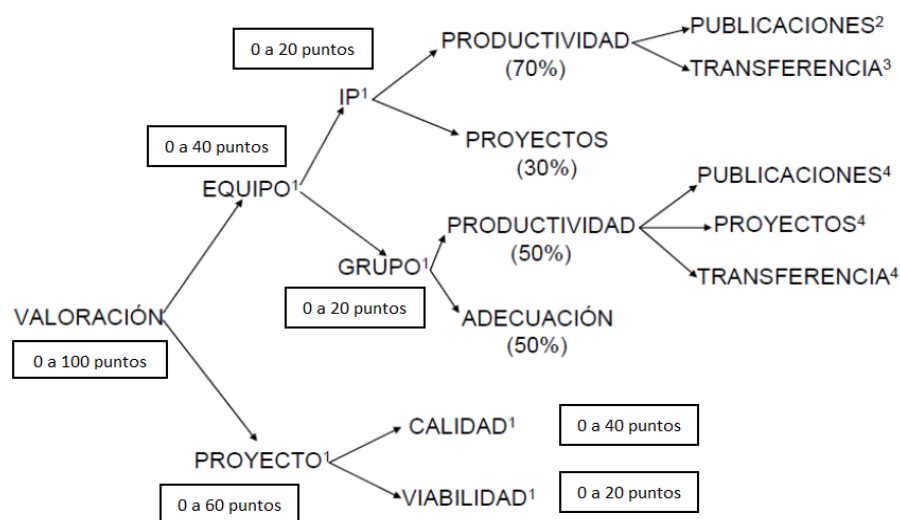 0 a 20 puntos
PRODUCTIVIDAD
(70%)
PUBLICACIONES²
TRANSFERENCIA³
IP¹
PROYECTOS
(30%)
0 a 40 puntos
EQUIPO¹
PUBLICACIONES⁴
PRODUCTIVIDAD
(50%)
PROYECTOS⁴
TRANSFERENCIA⁴
GRUPO¹
0 a 20 puntos
ADECUACIÓN
(50%)
VALORACIÓN
0 a 100 puntos
CALIDAD¹
0 a 40 puntos
PROYECTO¹
0 a 60 puntos
VIABILIDAD¹
0 a 20 puntos